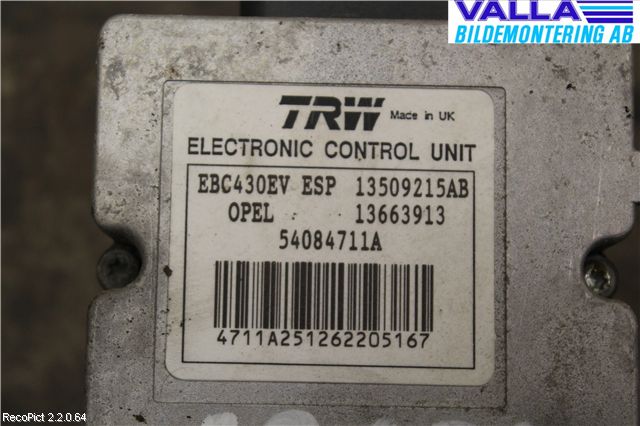 VALLA
BILDEMONTERING AB
TRW Made in UK
ELECTRONIC CONTROL UNIT
EBC430EV ESP 13509215AB
OPEL 13663913
54084711A
4711A251262205167
RecoPict 2.2.0.64